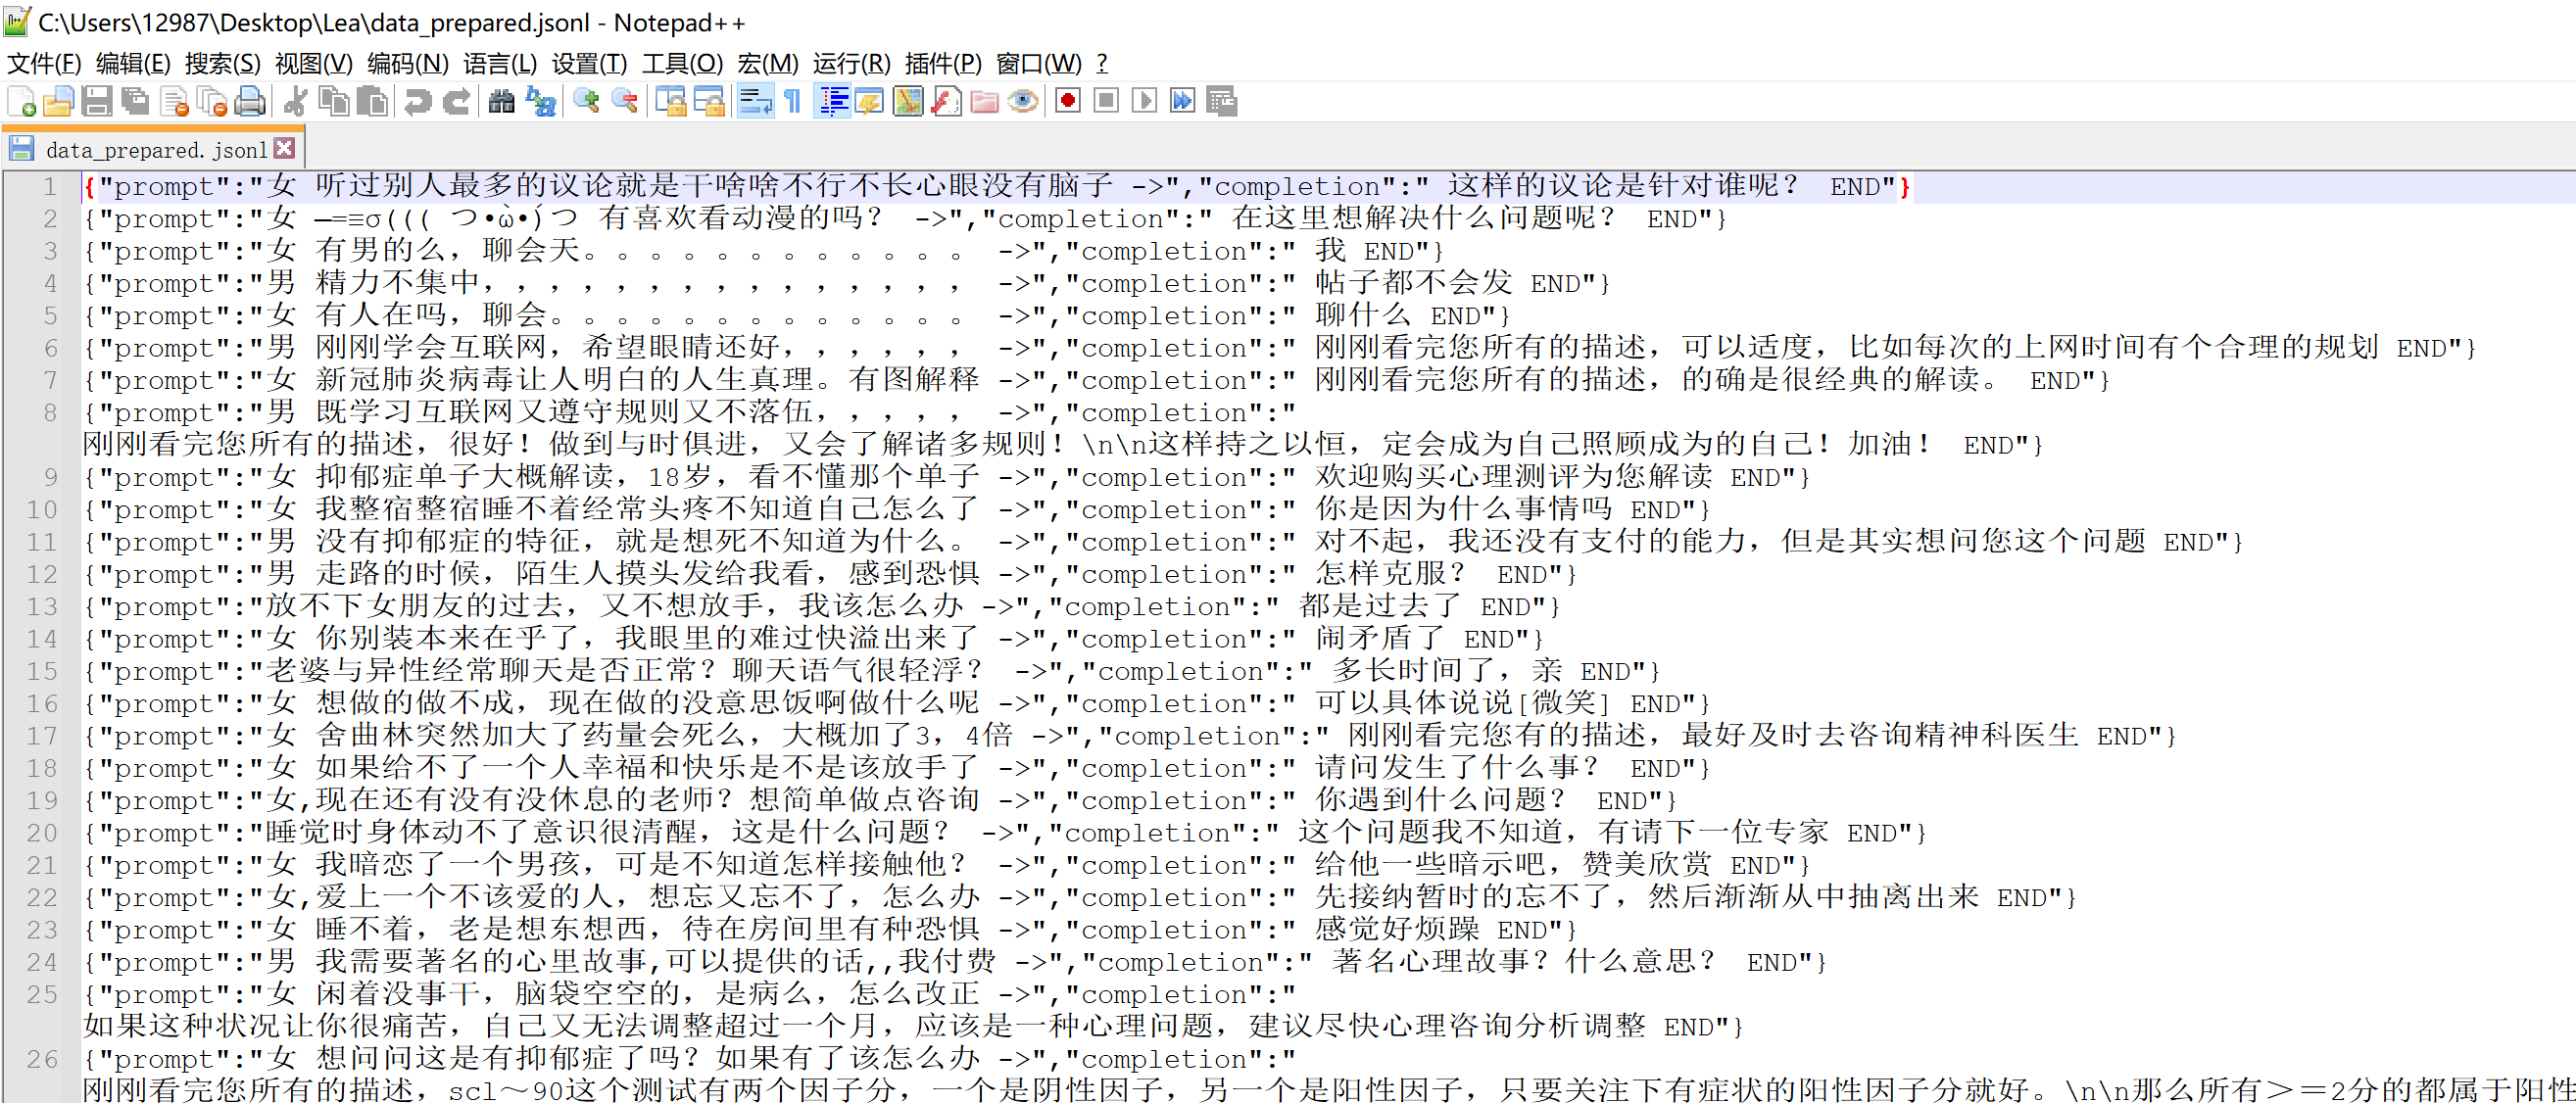 C:\Users\12987\Desktop\Lea\data_prepared.jsonl - Notepad++
文件(F) 编辑(E) 搜索(S) 视图(V) 编码(N) 语言(L) 设置(T) 工具(O) 宏(M) 运行(R) 插件(P) 窗口(W) ?
data_prepared.jsonl
1 {"prompt":"女 听过别人最多的议论就是干啥啥不行不长心眼没有脑子 ->","completion":" 这样的议论是针对谁呢？ END"}
2 {"prompt":"女 —=≡σ((( つ•̀ω•́)つ 有喜欢看动漫的吗？ ->","completion":" 在这里想解决什么问题呢？ END"}
3 {"prompt":"女 有男的么，聊会天。。。。。。。。。。。。 ->","completion":" 我 END"}
4 {"prompt":"男 精力不集中，，，，，，，，，，，，，，， ->","completion":" 帖子都不会发 END"}
5 {"prompt":"女 有人在吗，聊会。。。。。。。。。。。。。 ->","completion":" 聊什么 END"}
6 {"prompt":"男 刚刚学会互联网，希望眼睛还好，，，，，， ->","completion":" 刚刚看完您所有的描述，可以适度，比如每次的上网时间有个合理的规划 END"}
7 {"prompt":"女 新冠肺炎病毒让人明白的人生真理。有图解释 ->","completion":" 刚刚看完您所有的描述，的确是很经典的解读。 END"}
8 {"prompt":"男 既学习互联网又遵守规则又不落伍，，，，， ->","completion":"
刚刚看完您所有的描述，很好！做到与时俱进，又会了解诸多规则！\n\n这样持之以恒，定会成为自己照顾成为的自己！加油！ END"}
9 {"prompt":"女 抑郁症单子大概解读，18岁，看不懂那个单子 ->","completion":" 欢迎购买心理测评为您解读 END"}
10 {"prompt":"女 我整宿整宿睡不着经常头疼不知道自己怎么了 ->","completion":" 你是因为什么事情吗 END"}
11 {"prompt":"男 没有抑郁症的特征，就是想死不知道为什么。 ->","completion":" 对不起，我还没有支付的能力，但是其实想问您这个问题 END"}
12 {"prompt":"男 走路的时候，陌生人摸头发给我看，感到恐惧 ->","completion":" 怎样克服？ END"}
13 {"prompt":"放不下女朋友的过去，又不想放手，我该怎么办 ->","completion":" 都是过去了 END"}
14 {"prompt":"女 你别装本来在乎了，我眼里的难过快溢出来了 ->","completion":" 闹矛盾了 END"}
15 {"prompt":"老婆与异性经常聊天是否正常？聊天语气很轻浮？ ->","completion":" 多长时间了，亲 END"}
16 {"prompt":"女 想做的做不成，现在做的没意思饭啊做什么呢 ->","completion":" 可以具体说说[微笑] END"}
17 {"prompt":"女 舍曲林突然加大了药量会死么，大概加了3，4倍 ->","completion":" 刚刚看完您有的描述，最好及时去咨询精神科医生 END"}
18 {"prompt":"女 如果给不了一个人幸福和快乐是不是该放手了 ->","completion":" 请问发生了什么事？ END"}
19 {"prompt":"女,现在还有没有没休息的老师？想简单做点咨询 ->","completion":" 你遇到什么问题？ END"}
20 {"prompt":"睡觉时身体动不了意识很清醒，这是什么问题？ ->","completion":" 这个问题我不知道，有请下一位专家 END"}
21 {"prompt":"女 我暗恋了一个男孩，可是不知道怎样接触他？ ->","completion":" 给他一些暗示吧，赞美欣赏 END"}
22 {"prompt":"女,爱上一个不该爱的人，想忘又忘不了，怎么办 ->","completion":" 先接纳暂时的忘不了，然后渐渐从中抽离出来 END"}
23 {"prompt":"女 睡不着，老是想东想西，待在房间里有种恐惧 ->","completion":" 感觉好烦躁 END"}
24 {"prompt":"男 我需要著名的心里故事,可以提供的话,,我付费 ->","completion":" 著名心理故事？什么意思？ END"}
25 {"prompt":"女 闲着没事干，脑袋空空的，是病么，怎么改正 ->","completion":"
如果这种状况让你很痛苦，自己又无法调整超过一个月，应该是一种心理问题，建议尽快心理咨询分析调整 END"}
26 {"prompt":"女 想问问这是有抑郁症了吗？如果有了该怎么办 ->","completion":"
刚刚看完您所有的描述，scl～90这个测试有两个因子分，一个是阴性因子，另一个是阳性因子，只要关注下有症状的阳性因子分就好。\n\n那么所有＞＝2分的都属于阳性